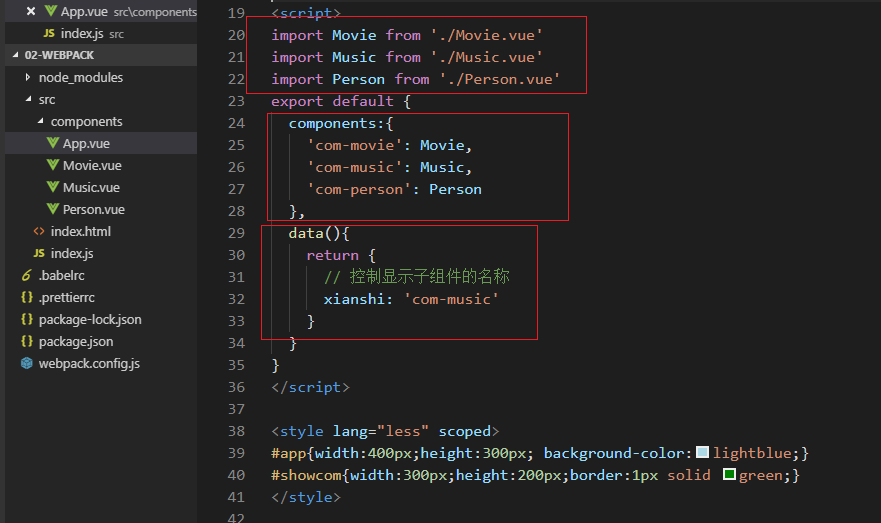 App.vue src\components
index.js src
02-WEBPACK
node_modules
src
components
App.vue
Movie.vue
Music.vue
Person.vue
index.html
JS index.js
.babelrc
.prettierrc
package-lock.json
package.json
webpack.config.js
19 <script>
20 import Movie from './Movie.vue'
21 import Music from './Music.vue'
22 import Person from './Person.vue'
23 export default {
24 components:{
25 'com-movie': Movie,
26 'com-music': Music,
27 'com-person': Person
28 },
29 data(){
30 return {
31 // 控制显示子组件的名称
32 xianshi: 'com-music'
33 }
34 }
35 }
36 </script>
37
38 <style lang="less" scoped>
39 #app{width:400px;height:300px; background-color:lightblue;}
40 #showcom{width:300px;height:200px;border:1px solid green;}
41 </style>
42